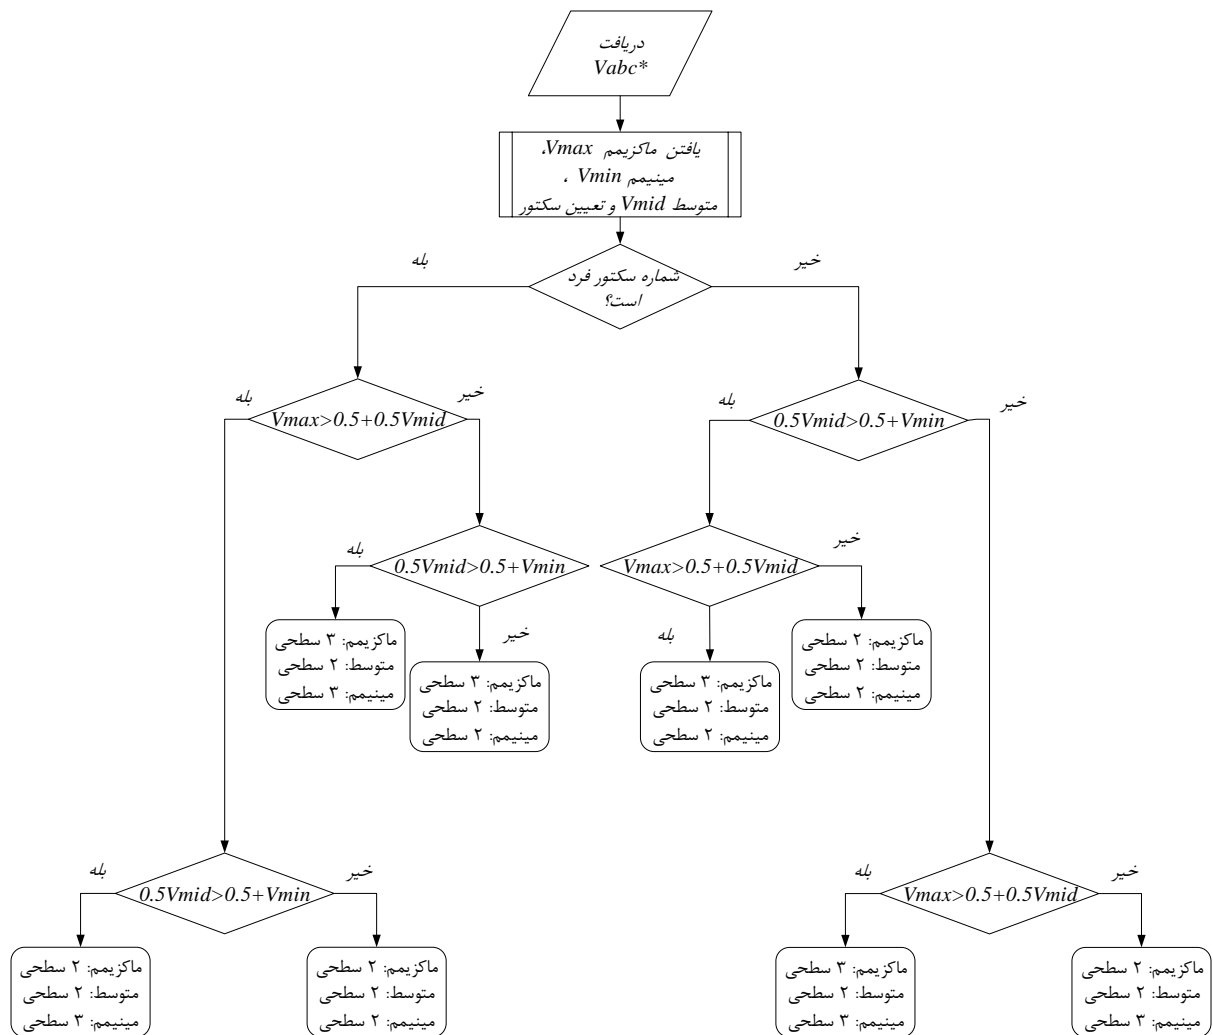 دریافت
Vabc*
یافتن ماکزیمم Vmax،
مینیمم Vmin ،
متوسط Vmid و تعیین سکتور
بله
خیر
شماره سکتور فرد
است؟
بله
خیر
بله
خیر
Vmax>0.5+0.5Vmid
0.5Vmid>0.5+Vmin
بله
خیر
0.5Vmid>0.5+Vmin
Vmax>0.5+0.5Vmid
خیر
بله
ماکزیمم: ۳ سطحی
متوسط: ۲ سطحی
مینیمم: ۳ سطحی
ماکزیمم: ۳ سطحی
متوسط: ۲ سطحی
مینیمم: ۲ سطحی
ماکزیمم: ۳ سطحی
متوسط: ۲ سطحی
مینیمم: ۲ سطحی
ماکزیمم: ۲ سطحی
متوسط: ۲ سطحی
مینیمم: ۲ سطحی
بله
خیر
بله
خیر
0.5Vmid>0.5+Vmin
Vmax>0.5+0.5Vmid
ماکزیمم: ۲ سطحی
متوسط: ۲ سطحی
مینیمم: ۳ سطحی
ماکزیمم: ۲ سطحی
متوسط: ۲ سطحی
مینیمم: ۲ سطحی
ماکزیمم: ۳ سطحی
متوسط: ۲ سطحی
مینیمم: ۳ سطحی
ماکزیمم: ۲ سطحی
متوسط: ۲ سطحی
مینیمم: ۳ سطحی